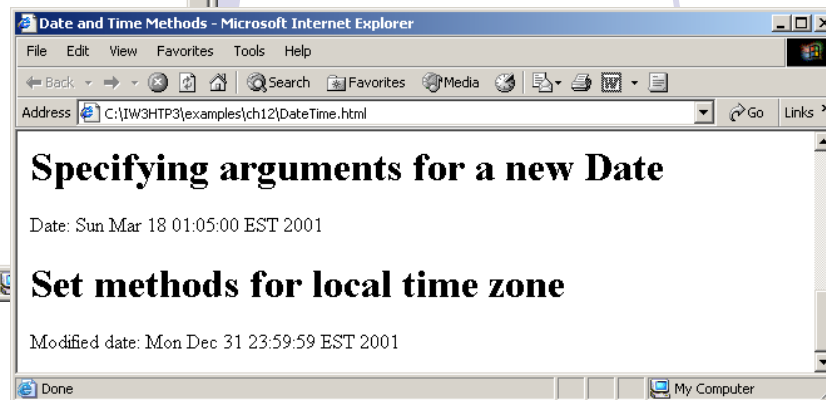 Date and Time Methods - Microsoft Internet Explorer
File Edit View Favorites Tools Help
Back Search Favorites Media
Address C:\IW3HTP3\examples\ch12\DateTime.html Go Links
Specifying arguments for a new Date
Date: Sun Mar 18 01:05:00 EST 2001
Set methods for local time zone
Modified date: Mon Dec 31 23:59:59 EST 2001
Done My Computer